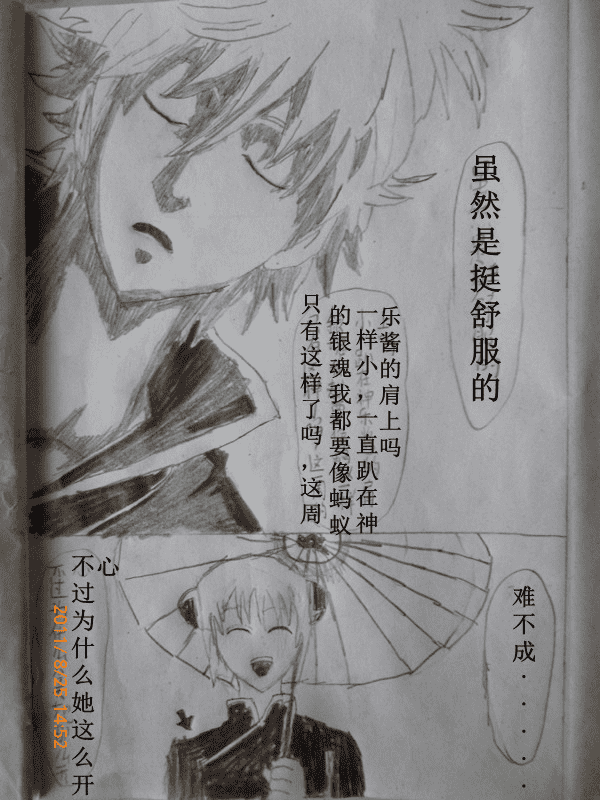 虽然是挺舒服的
只有这样了吗，这周
的银魂我都要像蚂蚁
一样小，一直趴在神
乐酱的肩上吗
难不成·····
不过为什么她这么开
心
2011/8/25 14:52